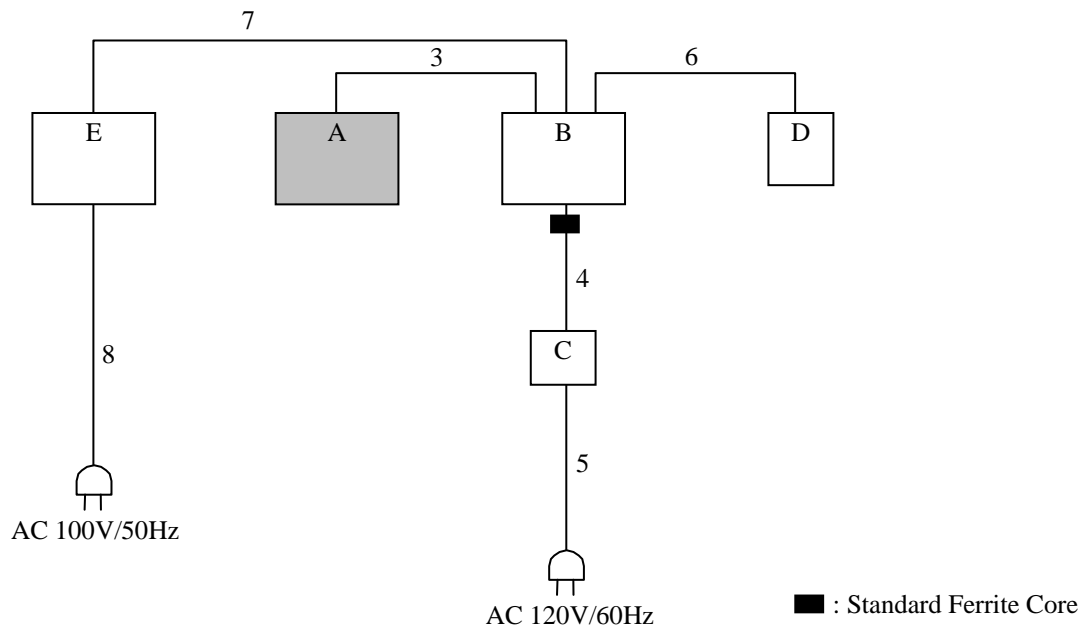 7
3
6
E
A
B
D
4
C
8
5
AC 100V/50Hz
AC 120V/60Hz
: Standard Ferrite Core